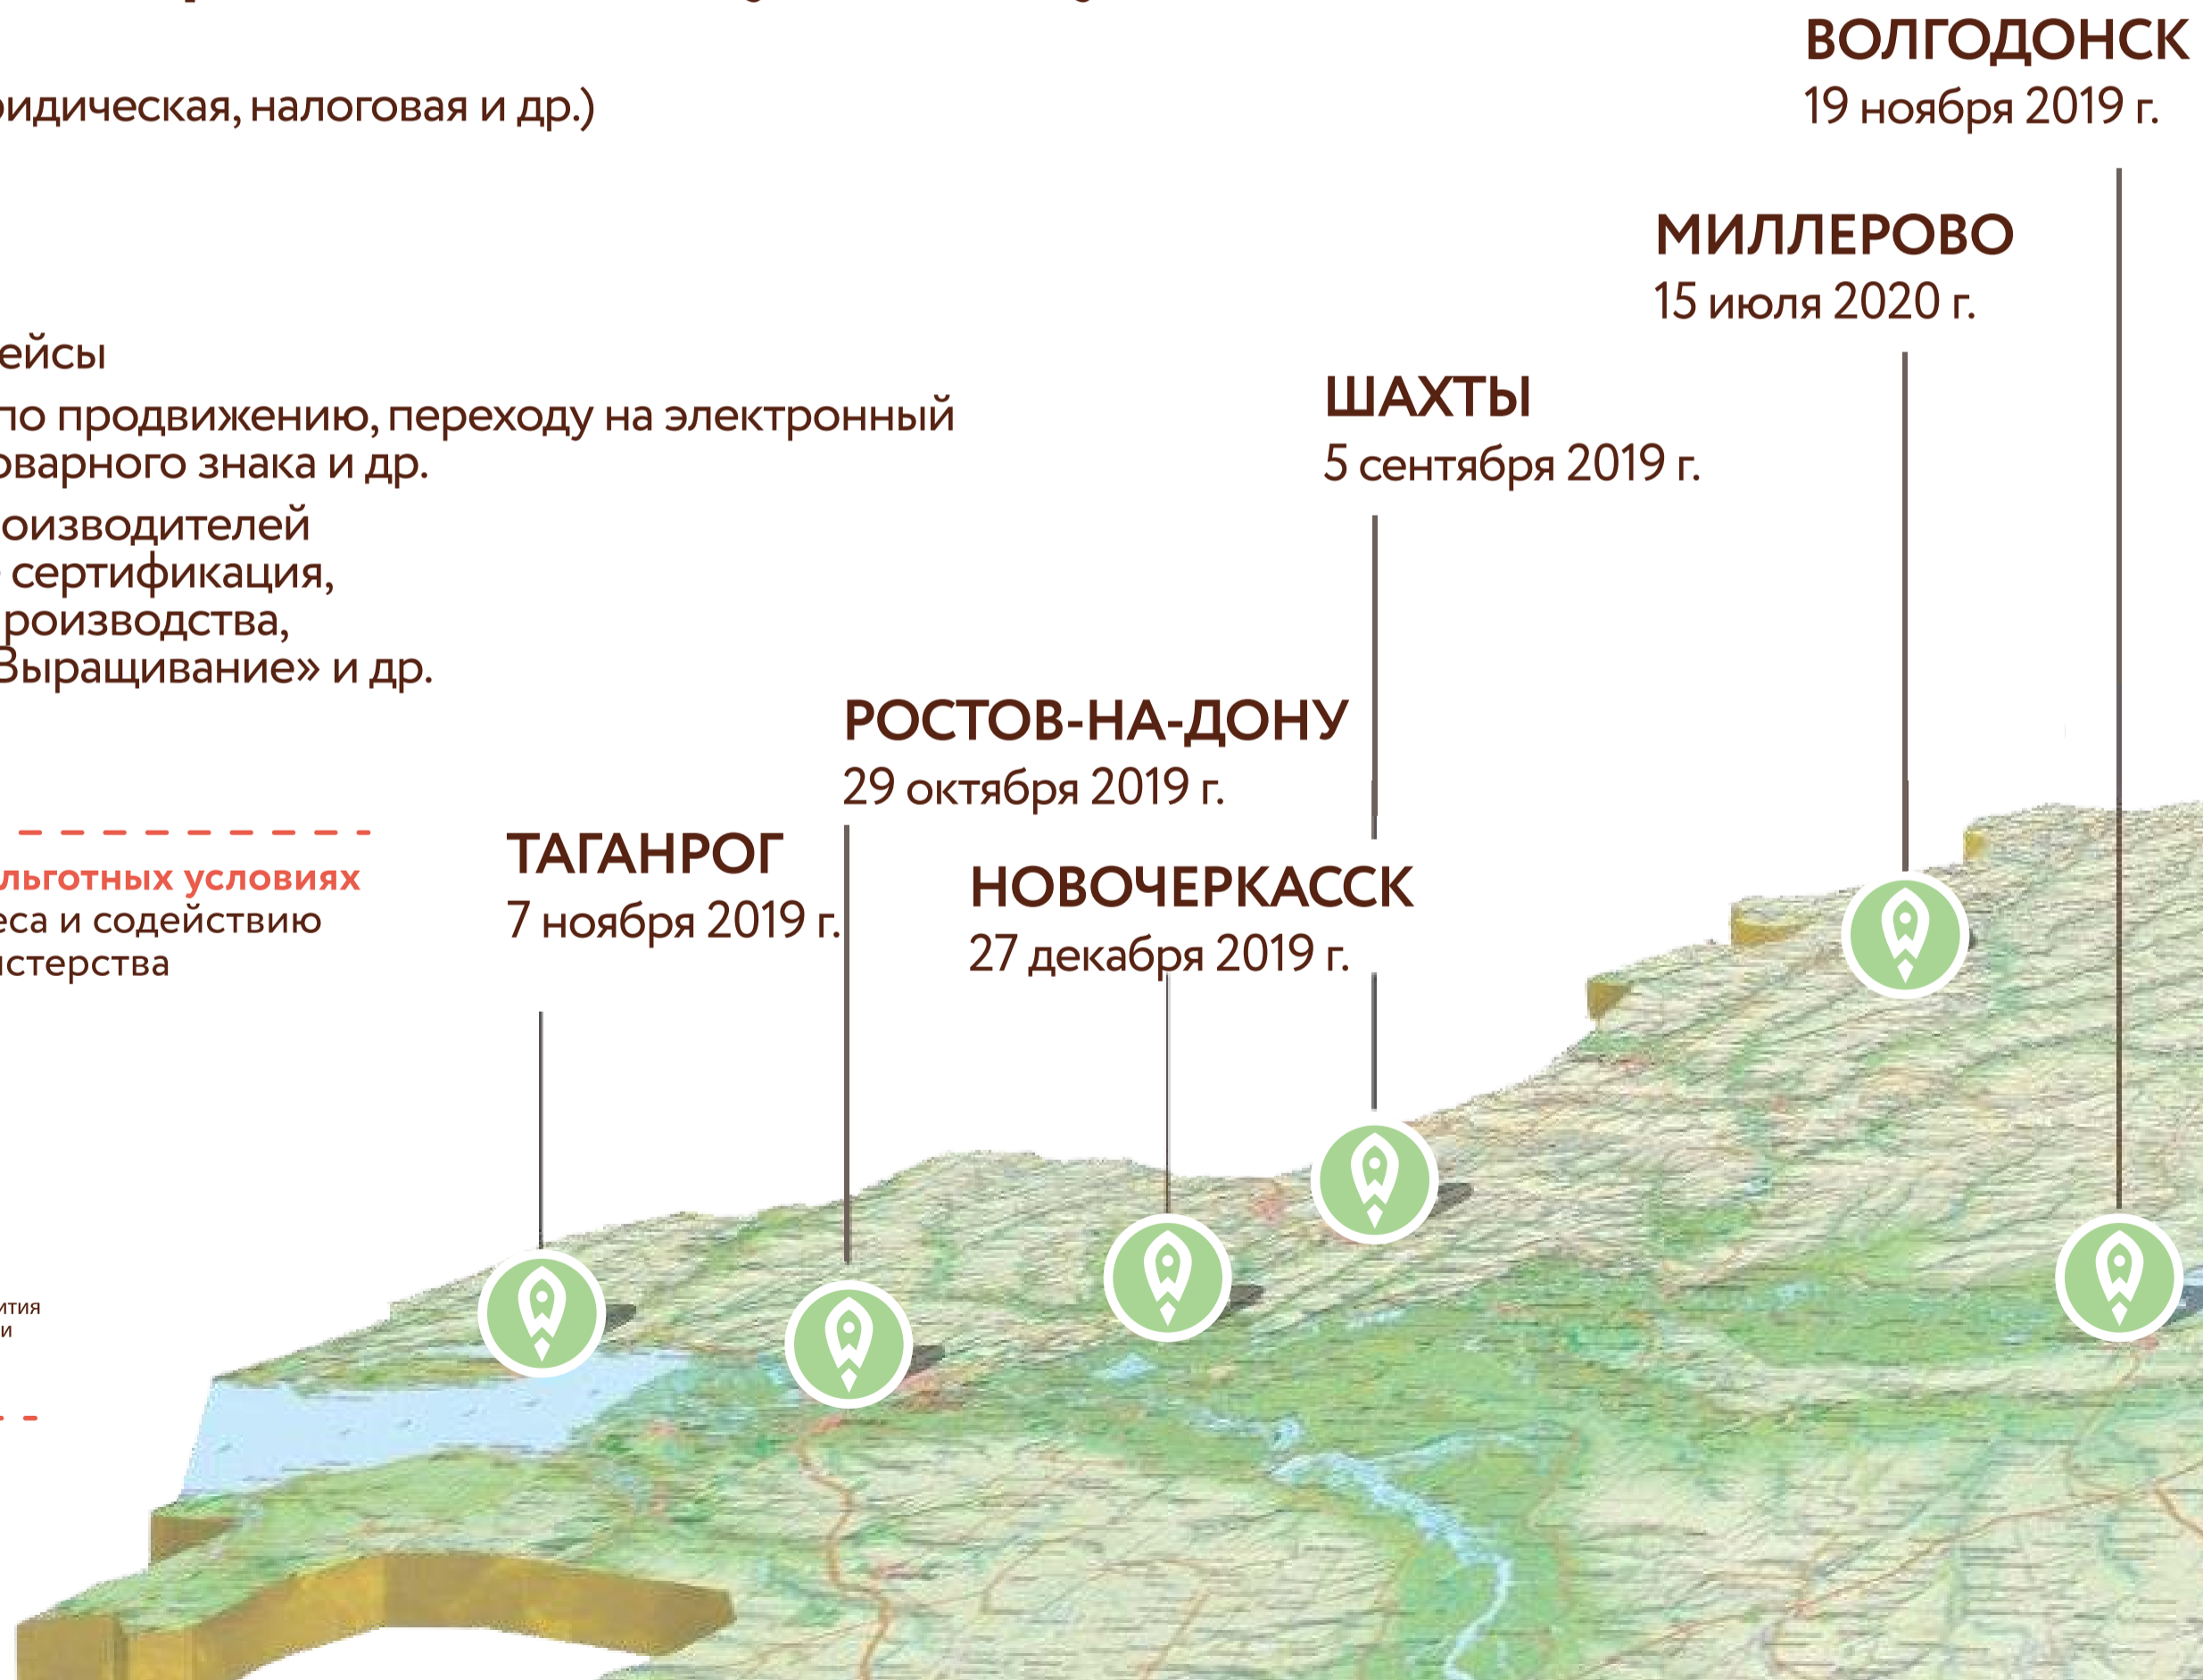 ридическая, налоговая и др.)
ейсы
по продвижению, переходу на электронный
оварного знака и др.
оизводителей
сертификация,
роизводства,
Выращивание» и др.
льготных условиях
еса и содействию
истерства
ития
и
ВОЛГОДОНСК
19 ноября 2019 г.
МИЛЛЕРОВО
15 июля 2020 г.
ШАХТЫ
5 сентября 2019 г.
РОСТОВ-НА-ДОНУ
29 октября 2019 г.
ТАГАНРОГ
7 ноября 2019 г.
НОВОЧЕРКАССК
27 декабря 2019 г.